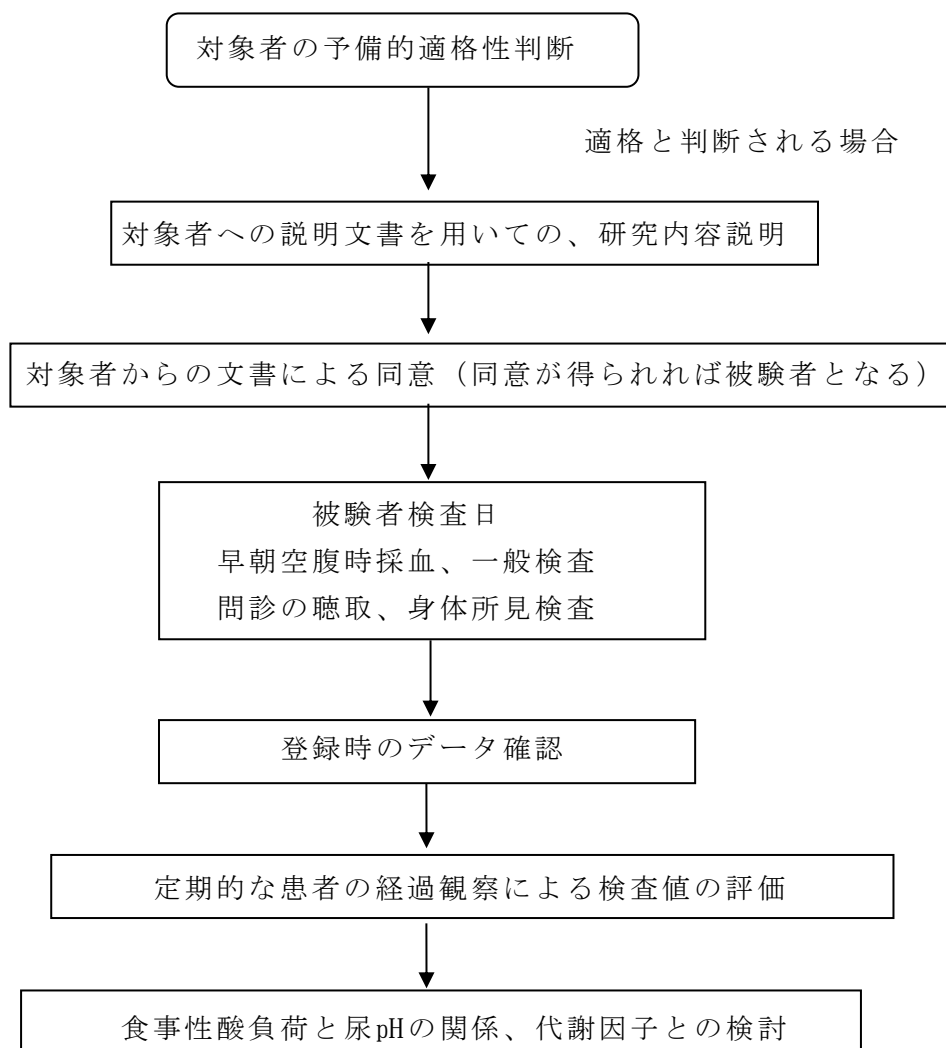 対象者の予備的適格性判断
適格と判断される場合
対象者への説明文書を用いての、研究内容説明
対象者からの文書による同意（同意が得られれば被験者となる）
被験者検査日
早朝空腹時採血、一般検査
問診の聴取、身体所見検査
登録時のデータ確認
定期的な患者の経過観察による検査値の評価
食事性酸負荷と尿pHの関係、代謝因子との検討